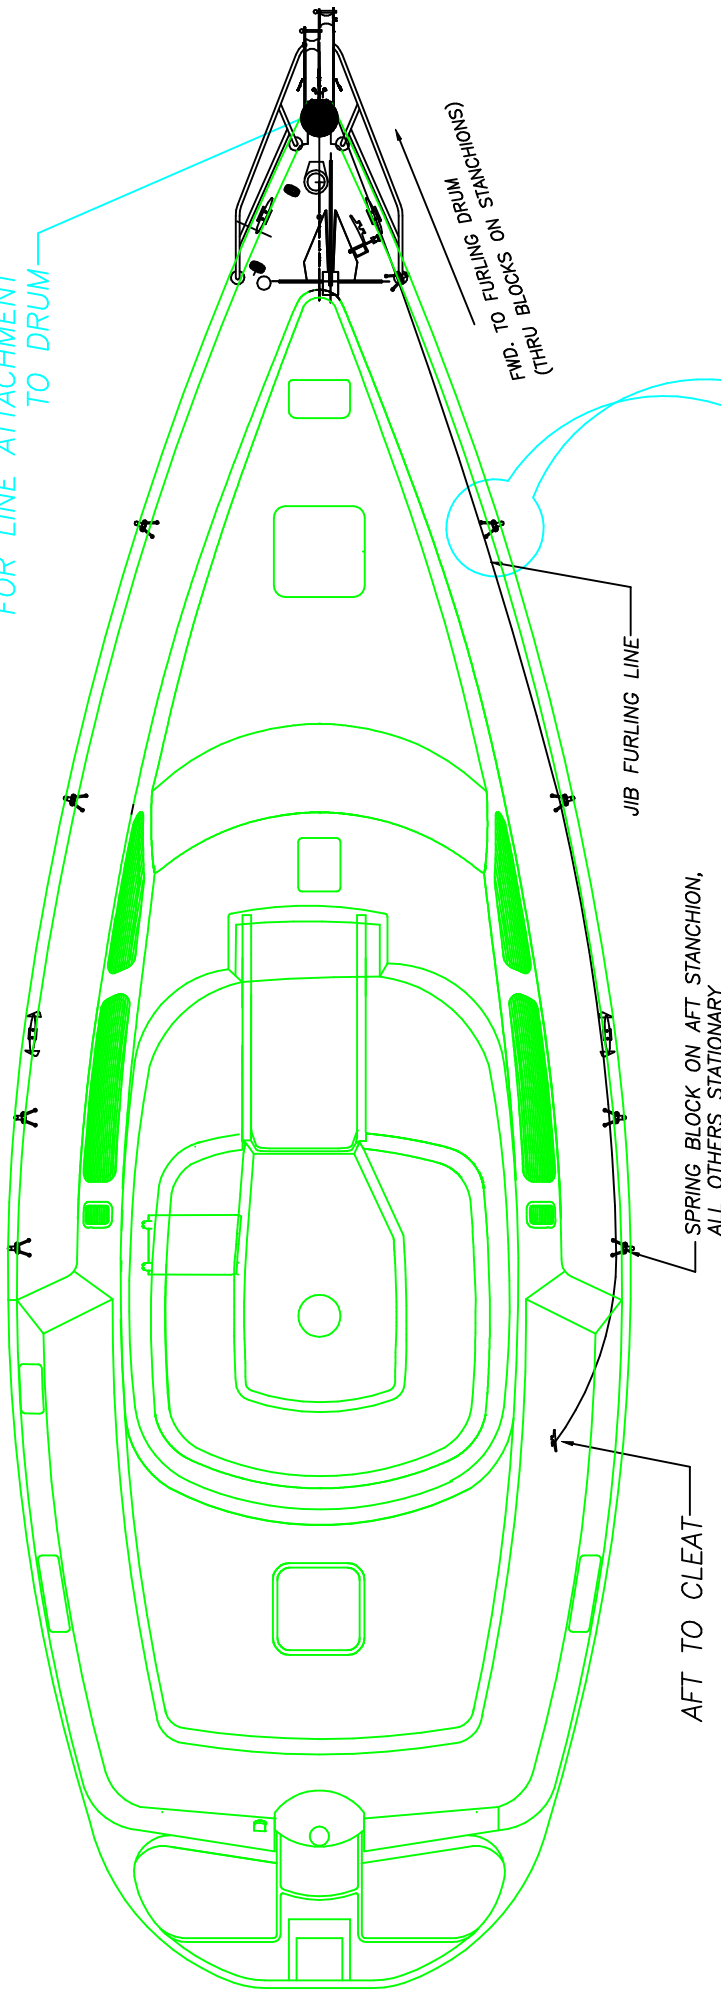 FOR LINE ATTACHMENT
TO DRUM
FWD. TO FURLING DRUM
(THRU BLOCKS ON STANCHIONS)
JIB FURLING LINE
SPRING BLOCK ON AFT STANCHION,
ALL OTHERS STATIONARY
AFT TO CLEAT